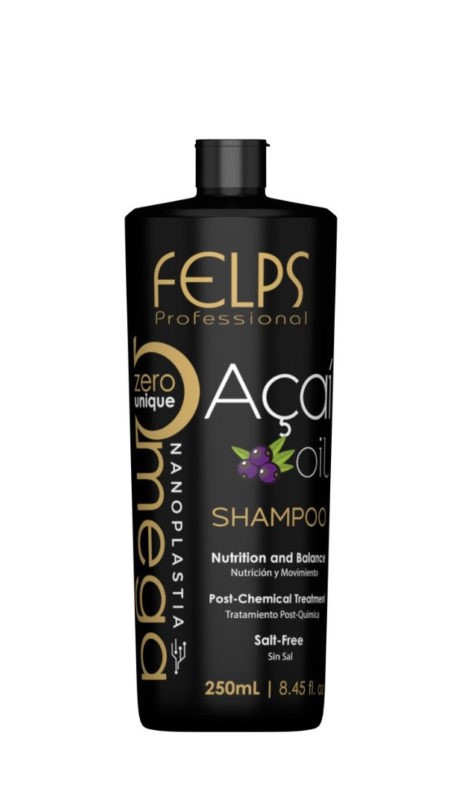 FELPS
Professional
zero
unique
Omega
NANOPLASTIA
Açaí
oil
SHAMPOO
Nutrition and Balance
Nutrición y Movimiento
Post-Chemical Treatment
Tratamiento Post-Química
Salt-Free
Sin Sal
250mL | 8.45 fl. oz